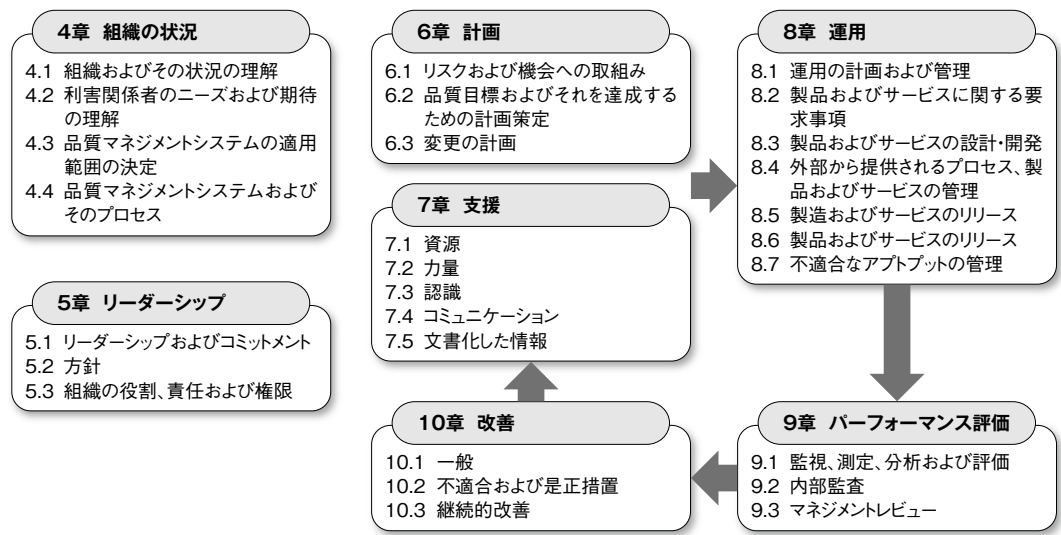 4章 組織の状況
4.1 組織およびその状況の理解
4.2 利害関係者のニーズおよび期待
の理解
4.3 品質マネジメントシステムの適用
範囲の決定
4.4 品質マネジメントシステムおよび
そのプロセス
5章 リーダーシップ
5.1 リーダーシップおよびコミットメント
5.2 方針
5.3 組織の役割、責任および権限
6章 計画
6.1 リスクおよび機会への取組み
6.2 品質目標およびそれを達成する
ための計画策定
6.3 変更の計画
7章 支援
7.1 資源
7.2 力量
7.3 認識
7.4 コミュニケーション
7.5 文書化した情報
8章 運用
8.1 運用の計画および管理
8.2 製品およびサービスに関する要
求事項
8.3 製品およびサービスの設計・開発
8.4 外部から提供されるプロセス、製
品およびサービスの管理
8.5 製造およびサービスのリリース
8.6 製品およびサービスのリリース
8.7 不適合なアプトプットの管理
9章 パーフォーマンス評価
9.1 監視、測定、分析および評価
9.2 内部監査
9.3 マネジメントレビュー
10章 改善
10.1 一般
10.2 不適合および是正措置
10.3 継続的改善